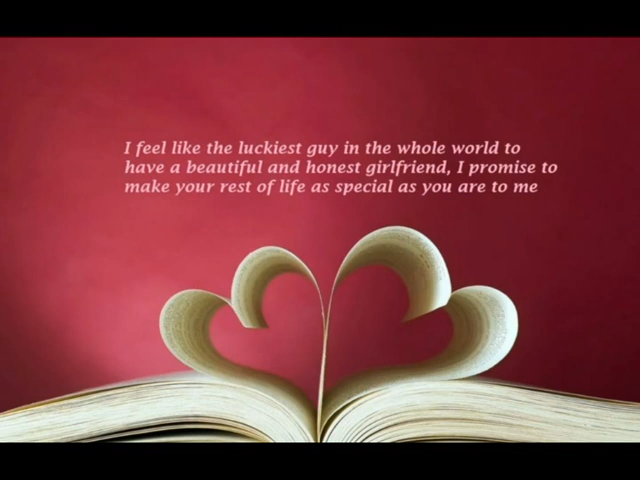 I feel like the luckiest guy in the whole world to
have a beautiful and honest girlfriend, I promise to
make your rest of life as special as you are to me